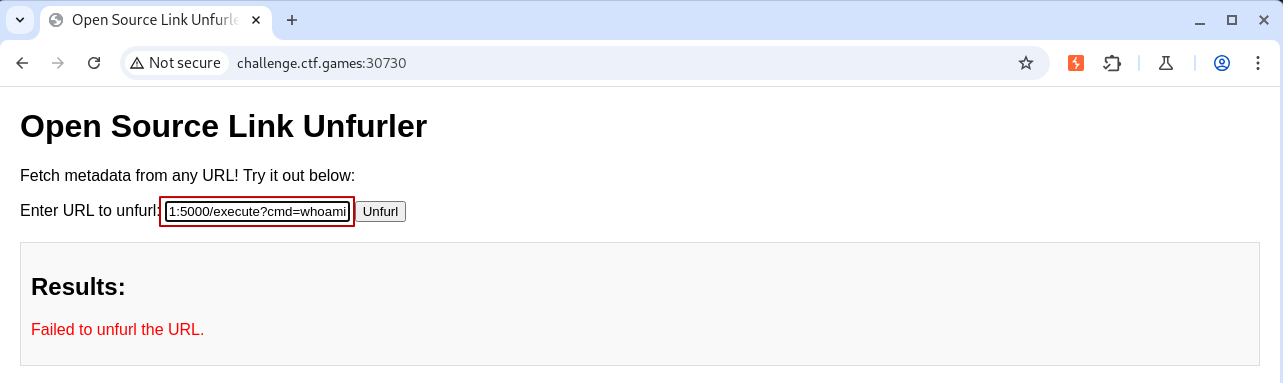 Open Source Link Unfurle
Not secure challenge.ctf.games:30730
Open Source Link Unfurler
Fetch metadata from any URL! Try it out below:
Enter URL to unfurl: 1:5000/execute?cmd=whoami Unfurl
Results:
Failed to unfurl the URL.